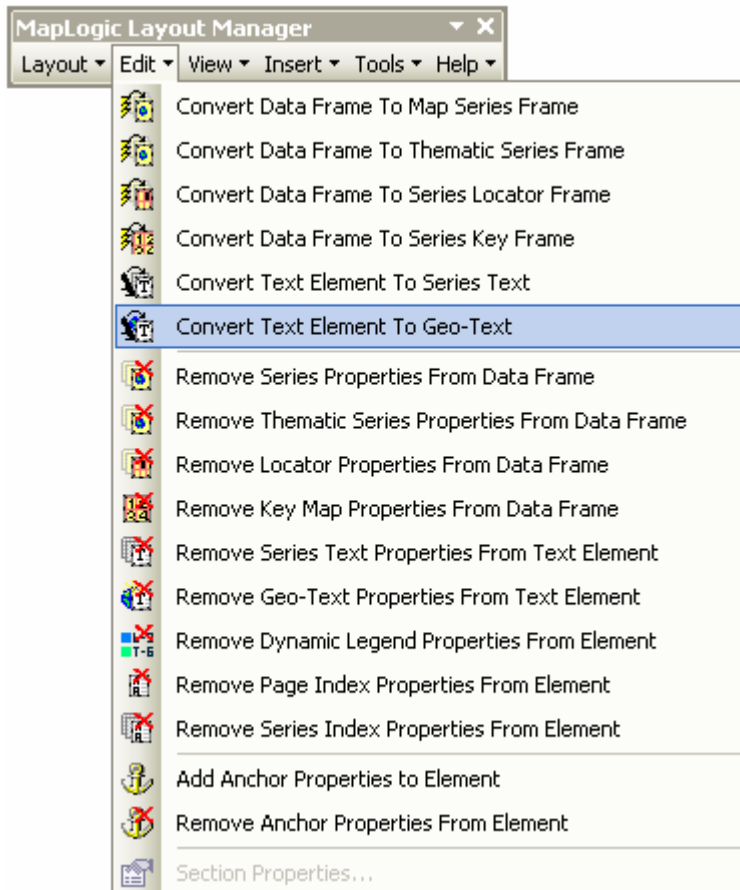 MapLogic Layout Manager
Layout Edit View Insert Tools Help
Convert Data Frame To Map Series Frame
Convert Data Frame To Thematic Series Frame
Convert Data Frame To Series Locator Frame
Convert Data Frame To Series Key Frame
Convert Text Element To Series Text
Convert Text Element To Geo-Text
Remove Series Properties From Data Frame
Remove Thematic Series Properties From Data Frame
Remove Locator Properties From Data Frame
Remove Key Map Properties From Data Frame
Remove Series Text Properties From Text Element
Remove Geo-Text Properties From Text Element
Remove Dynamic Legend Properties From Element
Remove Page Index Properties From Element
Remove Series Index Properties From Element
Add Anchor Properties to Element
Remove Anchor Properties From Element
Section Properties...